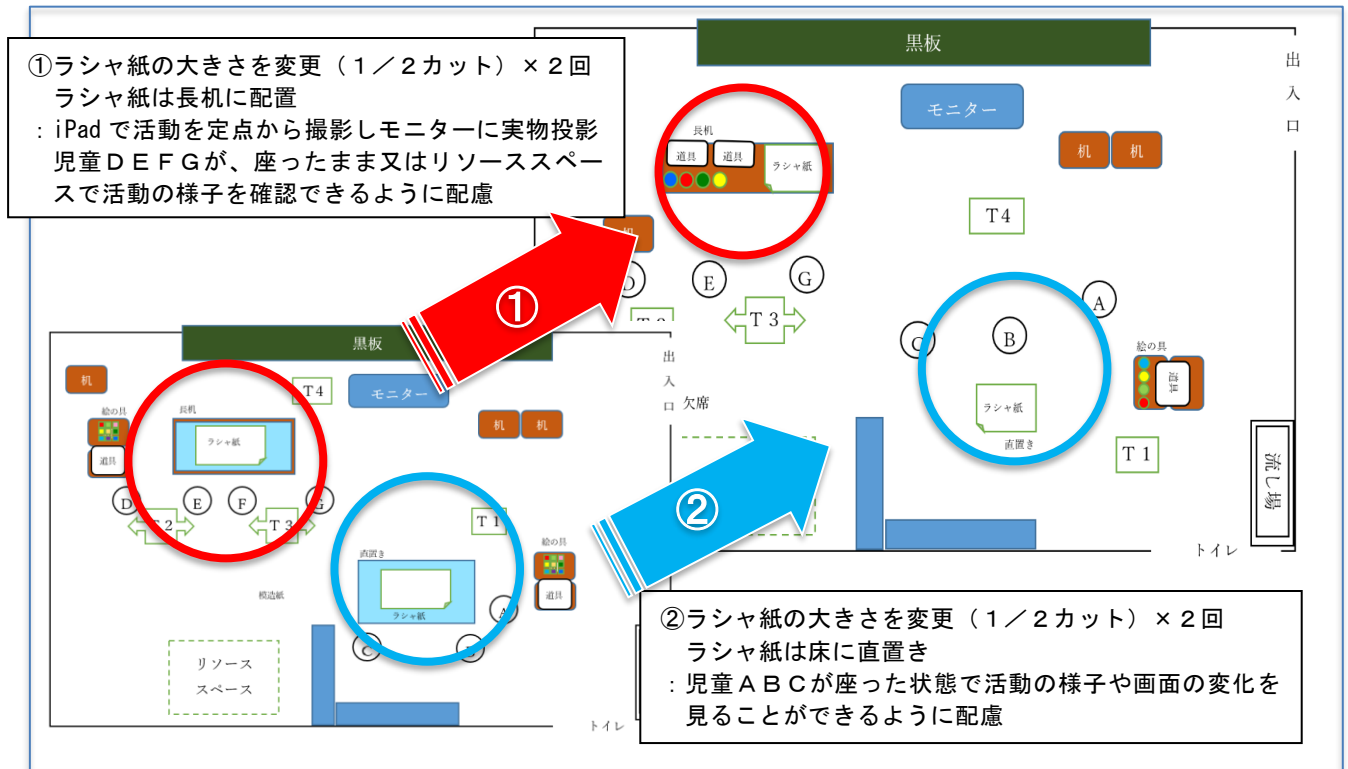 ①ラシャ紙の大きさを変更（１／２カット）×２回
ラシャ紙は長机に配置
：iPadで活動を定点から撮影しモニターに実物投影
児童ＤＥＦＧが、座ったまま又はリソーススペー
スで活動の様子を確認できるように配慮
黒板
出入口
モニター
長机
道具
道具
ラシャ紙
机
机
机
T4
D
E
G
T3
①
A
B
C
絵の具
道具
ラシャ紙
直置き
T1
欠席
流し場
トイレ
②
黒板
出入口
机
T4
モニター
絵の具
長机
ラシャ紙
道具
机
机
D
E
F
G
T2
T3
T1
直置き
絵の具
道具
模造紙
ラシャ紙
A
C
リソース
スペース
トイレ
②ラシャ紙の大きさを変更（１／２カット）×２回
ラシャ紙は床に直置き
：児童ＡＢＣが座った状態で活動の様子や画面の変化を
見ることができるように配慮